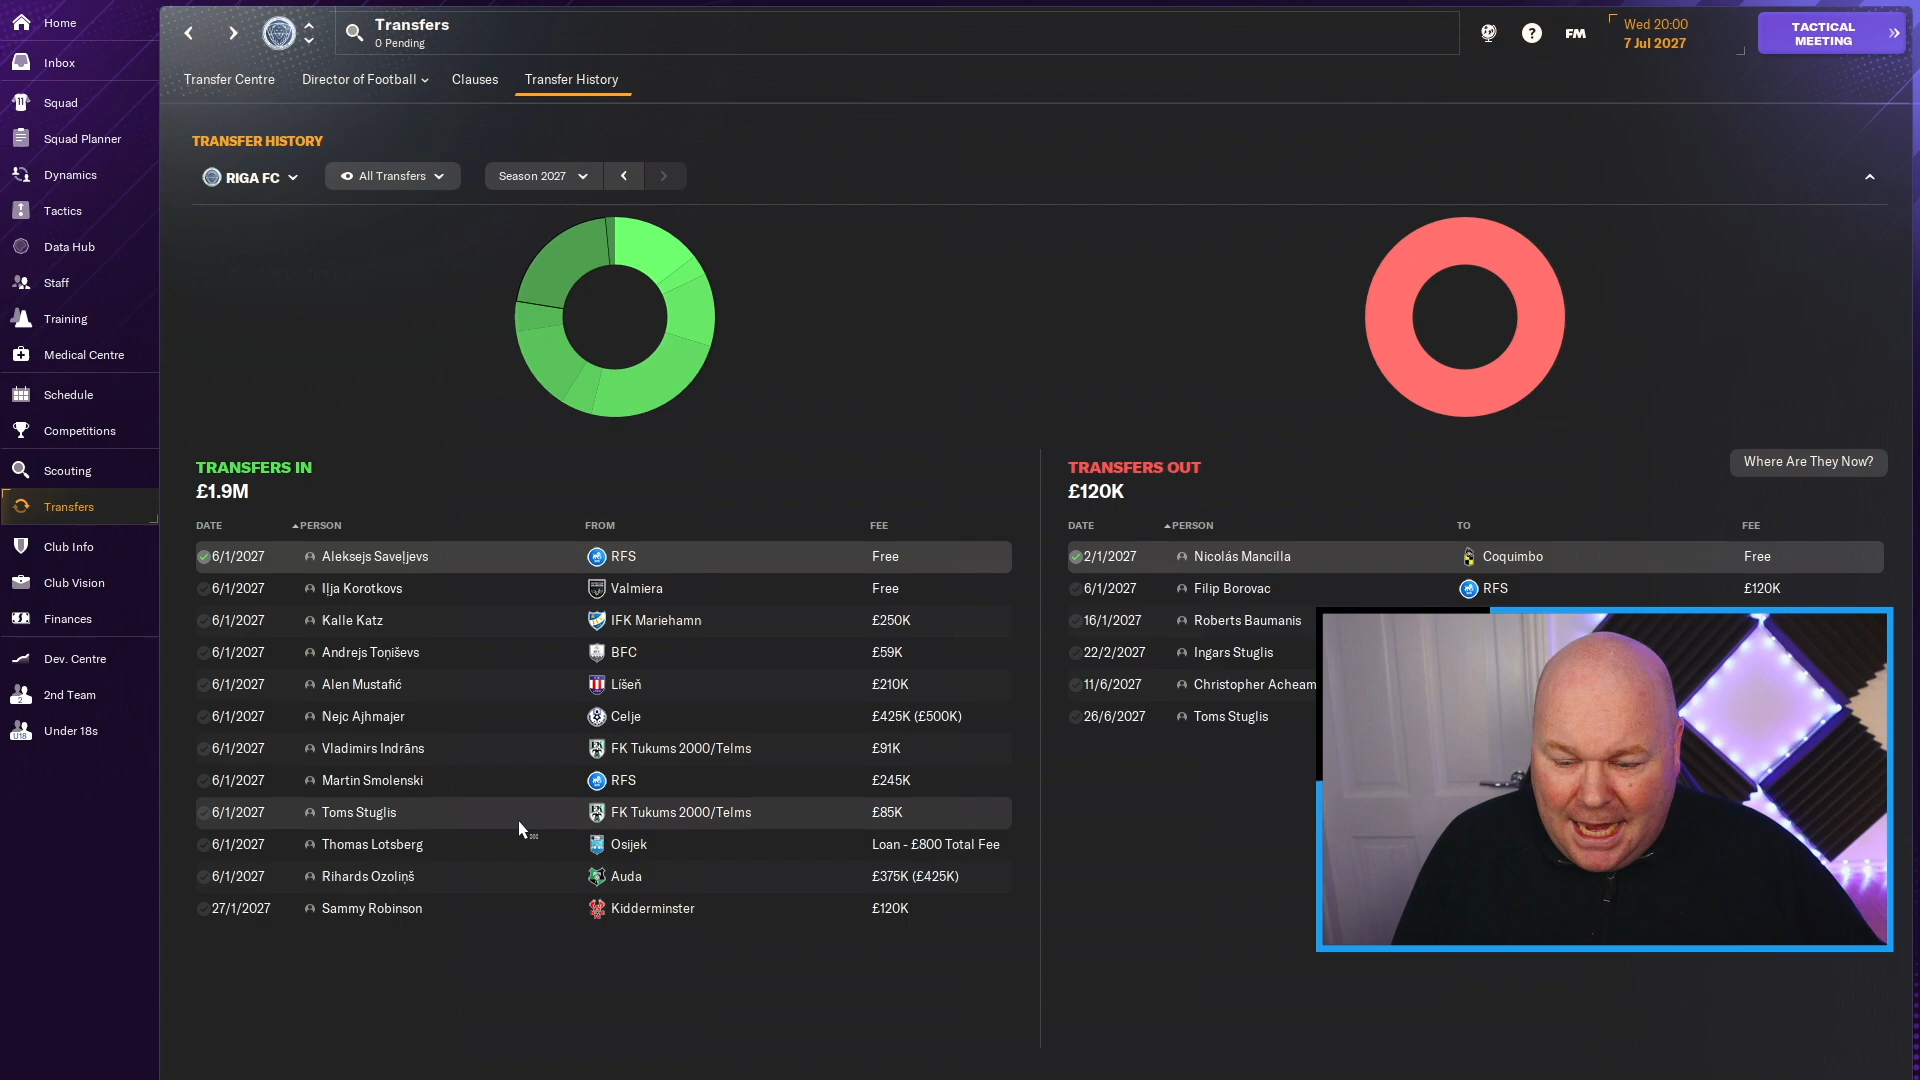 Home
Inbox
Squad
Squad Planner
Dynamics
Tactics
Data Hub
Staff
Training
Medical Centre
Schedule
Competitions
Scouting
Transfers
Club Info
Club Vision
Finances
Dev. Centre
2nd Team
Under 18s
Transfers
0 Pending
FM
Wed 20:00
7 Jul 2027
TACTICAL
MEETING
Transfer Centre Director of Football Clauses Transfer History
TRANSFER HISTORY
RIGA FC All Transfers Season 2027
TRANSFERS IN
£1.9M
DATE PERSON FROM FEE
6/1/2027 Aleksejs Saveļjevs RFS Free
6/1/2027 Iļja Korotkovs Valmiera Free
6/1/2027 Kalle Katz IFK Mariehamn £250K
6/1/2027 Andrejs Toņiševs BFC £59K
6/1/2027 Alen Mustafić Líšeň £210K
6/1/2027 Nejc Ajhmajer Celje £425K (£500K)
6/1/2027 Vladimirs Indrāns FK Tukums 2000/Telms £91K
6/1/2027 Martin Smolenski RFS £245K
6/1/2027 Toms Stuglis FK Tukums 2000/Telms £85K
6/1/2027 Thomas Lotsberg Osijek Loan - £800 Total Fee
6/1/2027 Rihards Ozoliņš Auda £375K (£425K)
27/1/2027 Sammy Robinson Kidderminster £120K
TRANSFERS OUT
£120K
Where Are They Now?
DATE PERSON TO FEE
2/1/2027 Nicolás Mancilla Coquimbo Free
6/1/2027 Filip Borovac RFS £120K
16/1/2027 Roberts Baumanis
22/2/2027 Ingars Stuglis
11/6/2027 Christopher Acheam
26/6/2027 Toms Stuglis